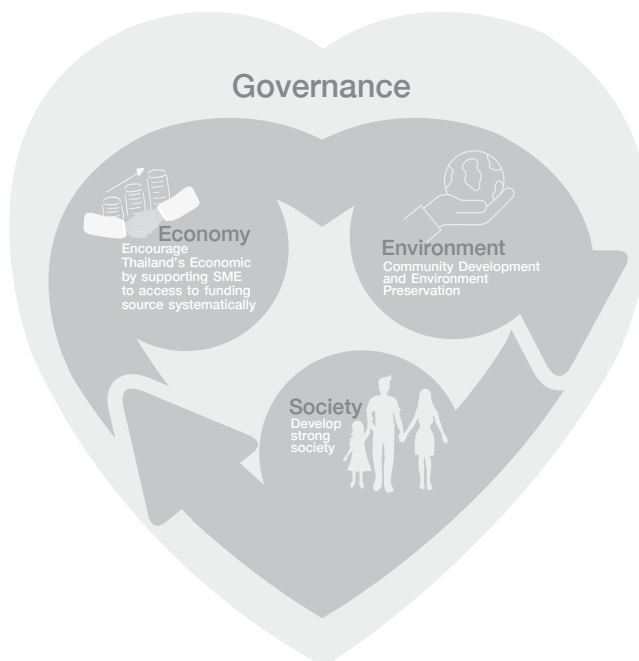 Governance
Economy
Encourage
Thailand's Economic
by supporting SME
to access to funding
source systematically
Environment
Community Development
and Environment
Preservation
Society
Develop
strong
society